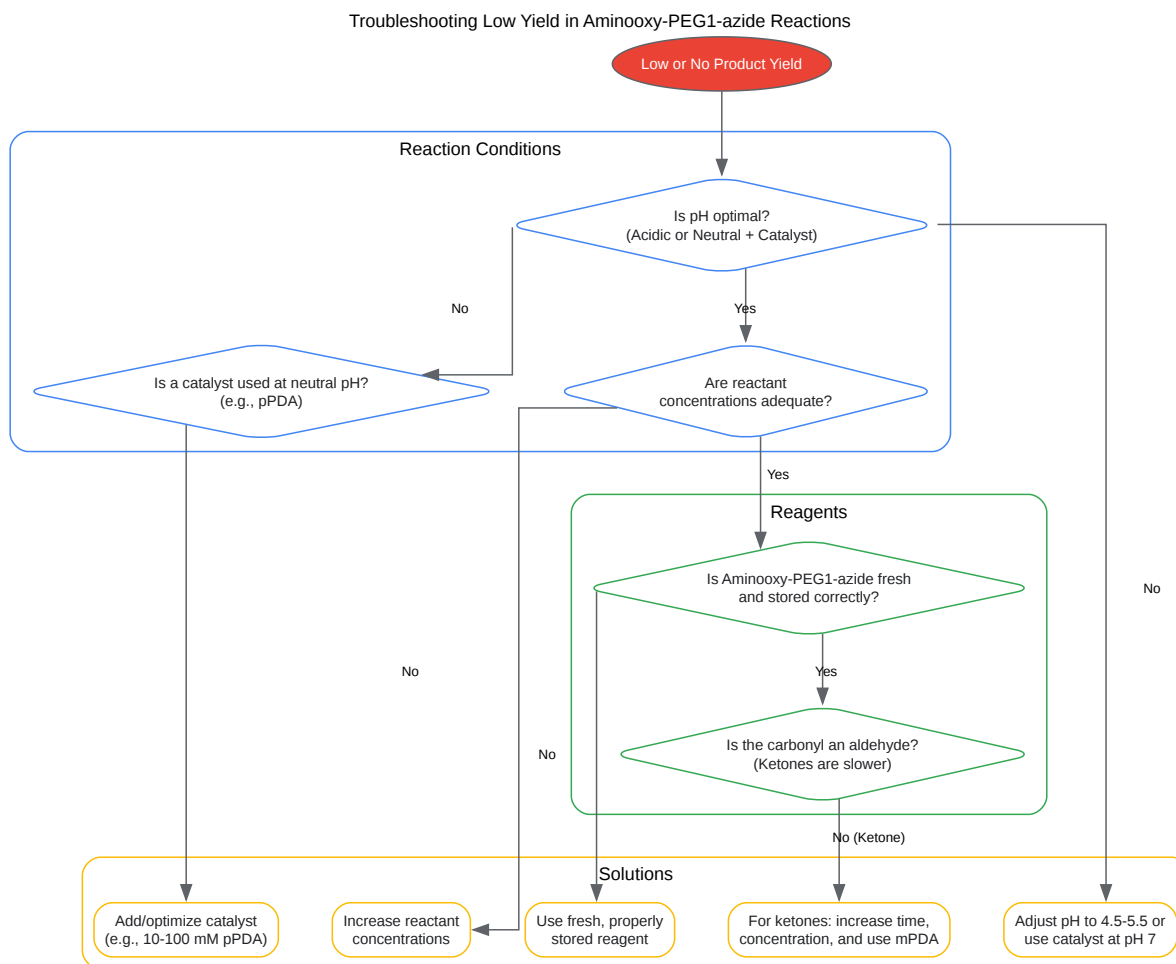 Troubleshooting Low Yield in Aminooxy-PEG1-azide Reactions
Low or No Product Yield
Reaction Conditions
Is pH optimal?
(Acidic or Neutral + Catalyst)
No
Yes
Is a catalyst used at neutral pH?
(e.g., pPDA)
Are reactant
concentrations adequate?
Yes
Reagents
Is Aminooxy-PEG1-azide fresh
and stored correctly?
No
No
Yes
Is the carbonyl an aldehyde?
(Ketones are slower)
No
No (Ketone)
Solutions
Add/optimize catalyst
(e.g., 10-100 mM pPDA)
Increase reactant
concentrations
Use fresh, properly
stored reagent
For ketones: increase time,
concentration, and use mPDA
Adjust pH to 4.5-5.5 or
use catalyst at pH 7